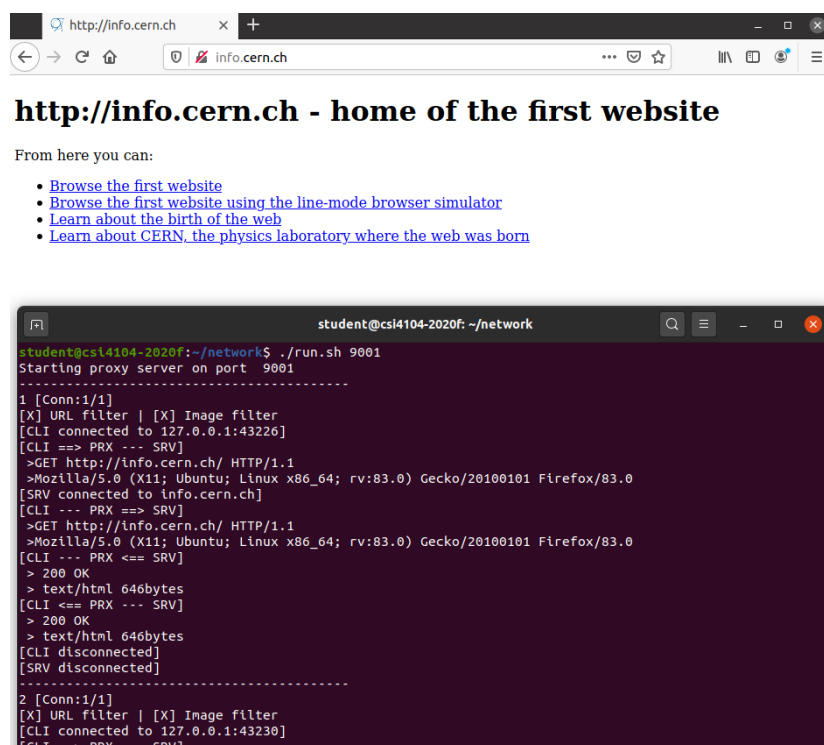 http://info.cern.ch
info.cern.ch
http://info.cern.ch - home of the first website
From here you can:
Browse the first website
Browse the first website using the line-mode browser simulator
Learn about the birth of the web
Learn about CERN, the physics laboratory where the web was born
student@csi4104-2020f: ~/network
student@csi4104-2020f:~/network$ ./run.sh 9001
Starting proxy server on port  9001
-----------------------------------------
1 [Conn:1/1]
[X] URL filter | [X] Image filter
[CLI connected to 127.0.0.1:43226]
[CLI ==> PRX --- SRV]
 >GET http://info.cern.ch/ HTTP/1.1
 >Mozilla/5.0 (X11; Ubuntu; Linux x86_64; rv:83.0) Gecko/20100101 Firefox/83.0
[SRV connected to info.cern.ch]
[CLI --- PRX ==> SRV]
 >GET http://info.cern.ch/ HTTP/1.1
 >Mozilla/5.0 (X11; Ubuntu; Linux x86_64; rv:83.0) Gecko/20100101 Firefox/83.0
[CLI --- PRX <== SRV]
 > 200 OK
 > text/html 646bytes
[CLI <== PRX --- SRV]
 > 200 OK
 > text/html 646bytes
[CLI disconnected]
[SRV disconnected]
-----------------------------------------
2 [Conn:1/1]
[X] URL filter | [X] Image filter
[CLI connected to 127.0.0.1:43230]